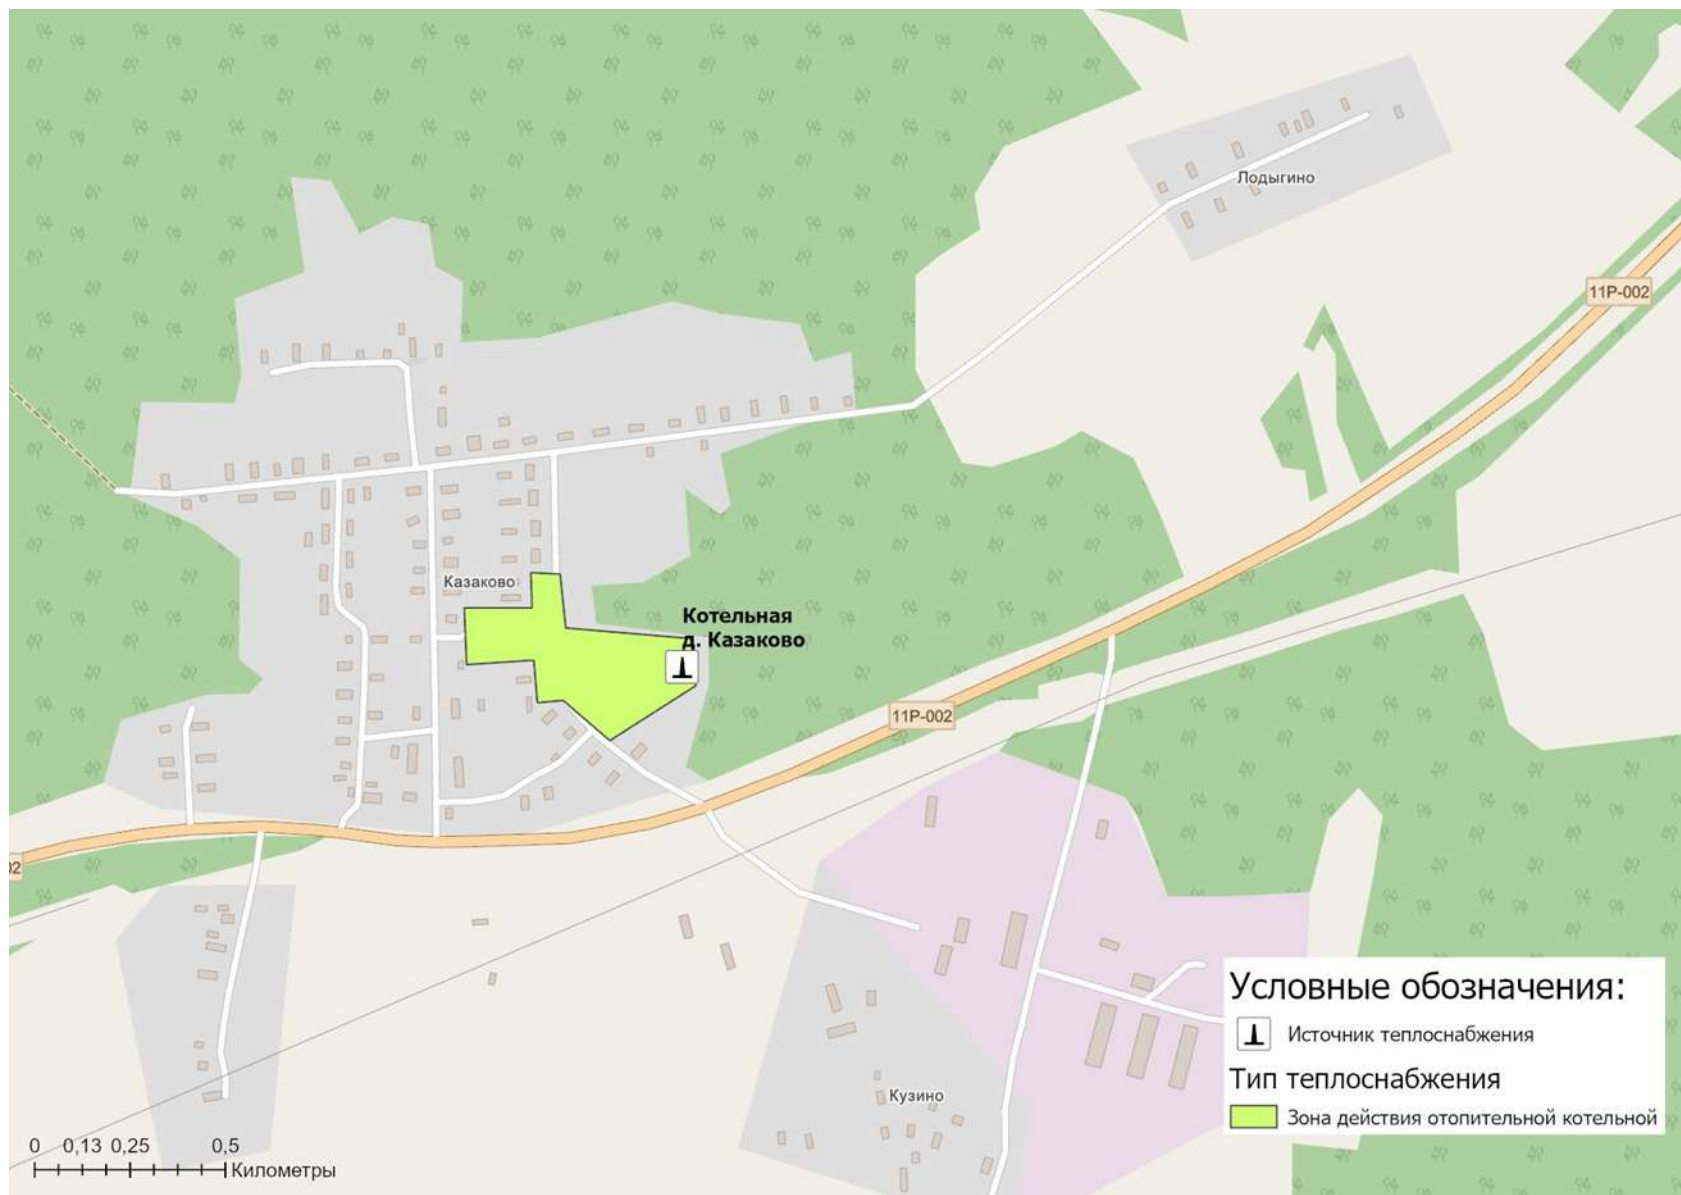 Лодыгино
11Р-002
Казаково
Котельная
д. Казаково
11Р-002
02
Кузино
Условные обозначения:
Источник теплоснабжения
Тип теплоснабжения
Зона действия отопительной котельной
0 0,13 0,25 0,5
Километры